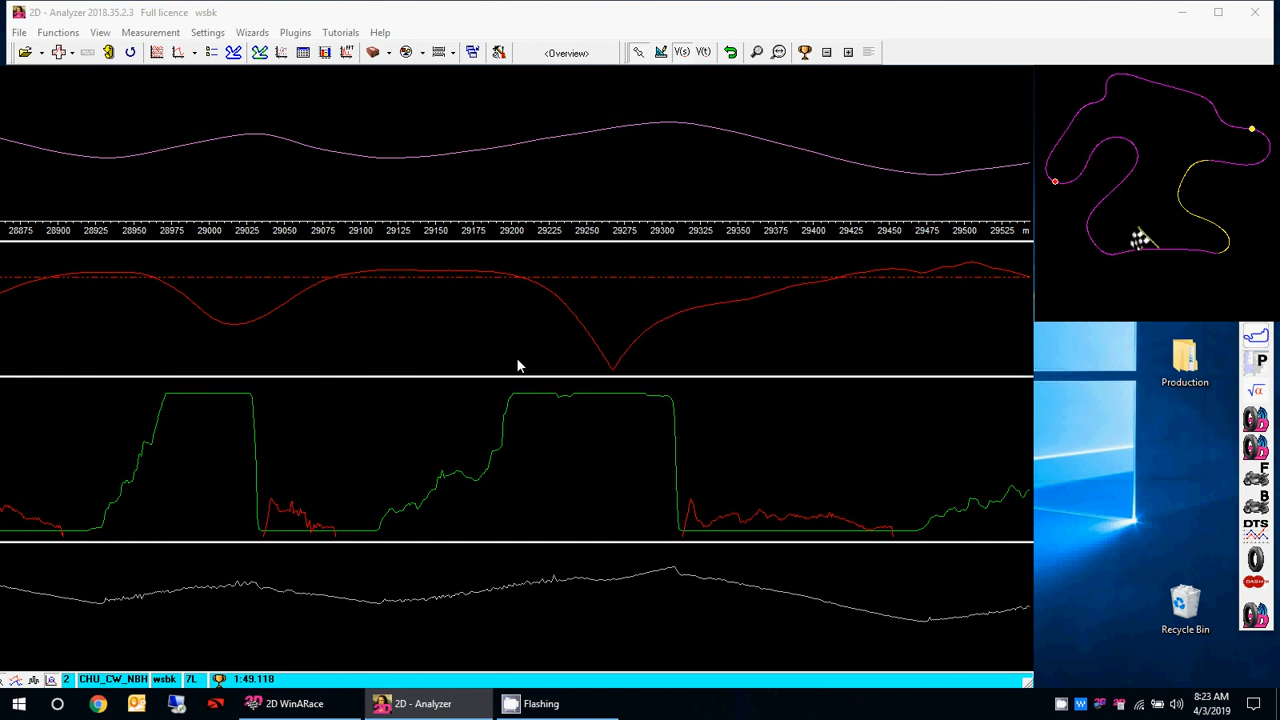 2D - Analyzer 2018.35.2.3    Full licence    wsbk
File Functions View Measurement Settings Wizards Plugins Tutorials Help
<Overview> V(s) V(t)
28875 28900 28925 28950 28975 29000 29025 29050 29075 29100 29125 29150 29175 29200 29225 29250 29275 29300 29325 29350 29375 29400 29425 29450 29475 29500 29525 m
Production
P
√α
F
B
DTS
DASH
Recycle Bin
2 CHU_CW_NBH wsbk 7L 1:49.118
2D WinARace 2D - Analyzer Flashing
8:23 AM
4/3/2019